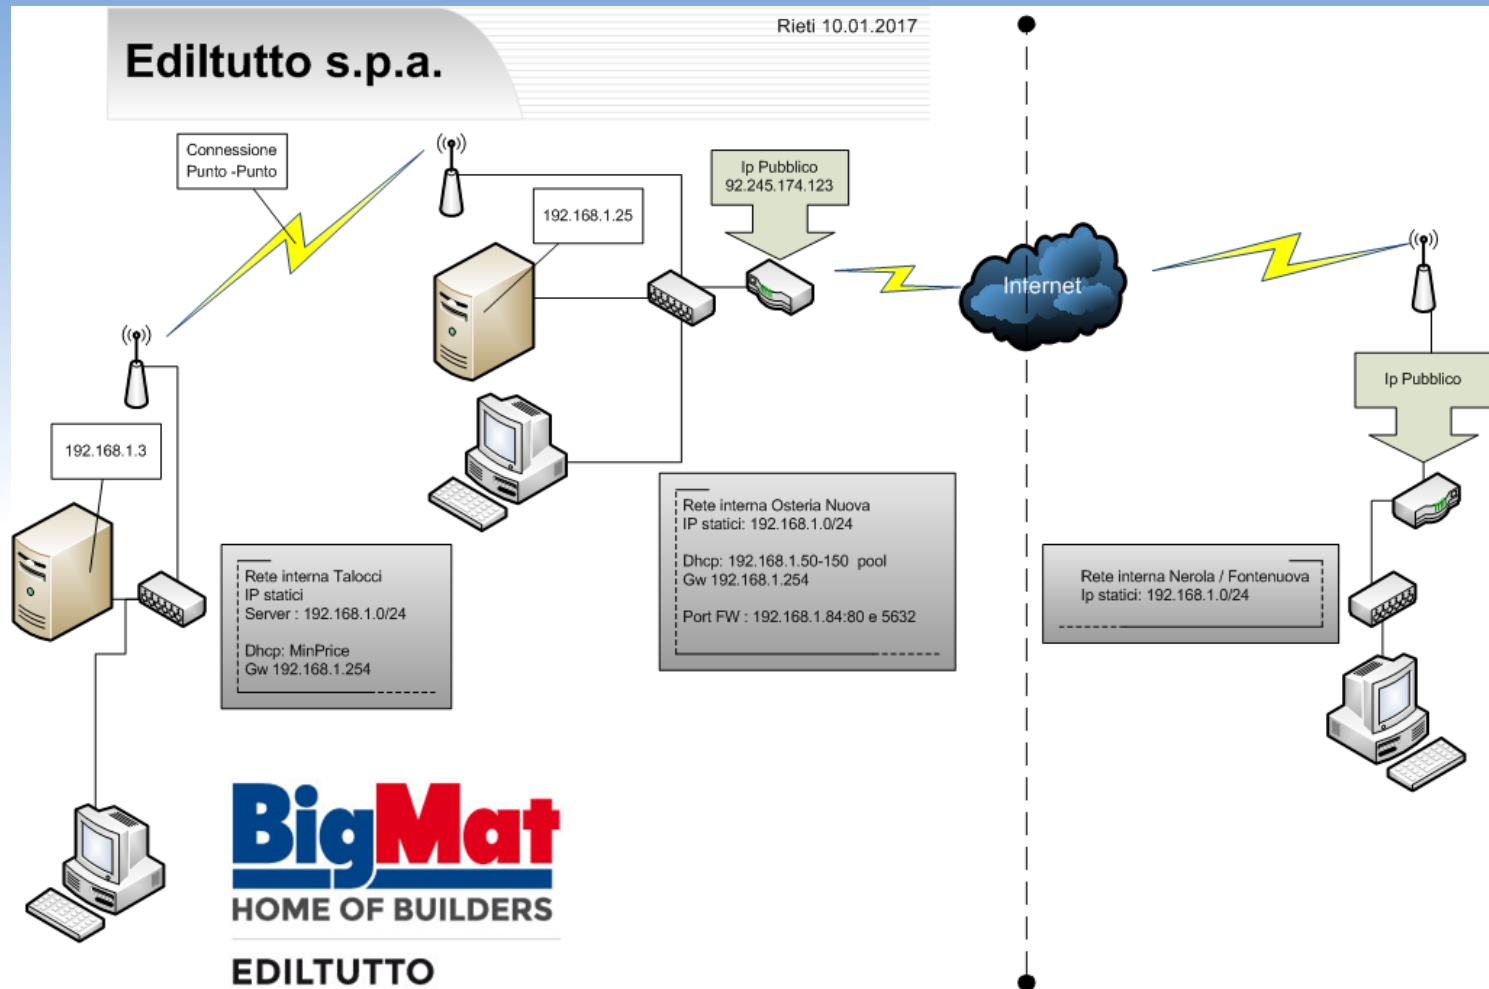 Rieti 10.01.2017
Ediltutto s.p.a.
Connessione
Punto -Punto
Ip Pubblico
92.245.174.123
192.168.1.25
Internet
Ip Pubblico
192.168.1.3
Rete interna Talocci
IP statici
Server : 192.168.1.0/24
Dhcp: MinPrice
Gw 192.168.1.254
Rete interna Osteria Nuova
IP statici: 192.168.1.0/24
Dhcp: 192.168.1.50-150 pool
Gw 192.168.1.254
Port FW : 192.168.1.84:80 e 5632
Rete interna Nerola / Fontenuova
Ip statici: 192.168.1.0/24
BigMat
HOME OF BUILDERS
EDILTUTTO